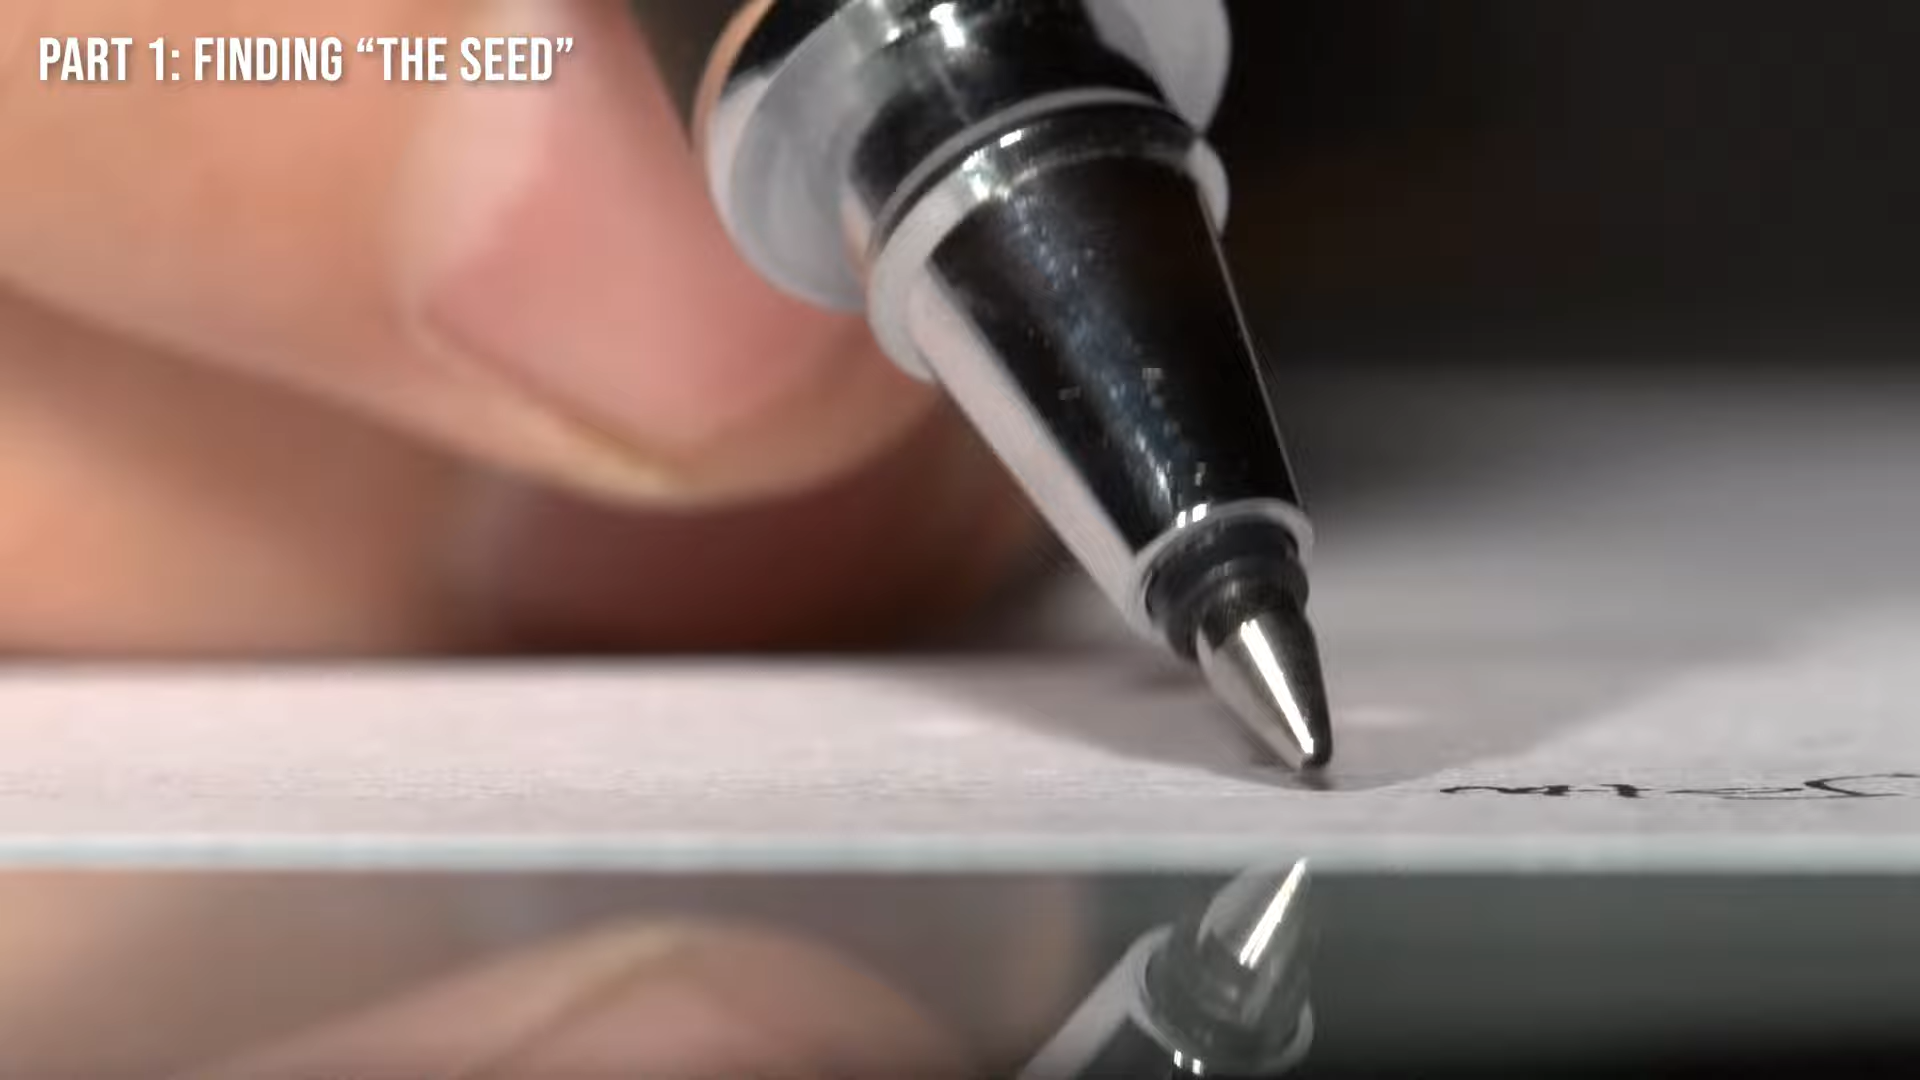 PART 1: FINDING “THE SEED”